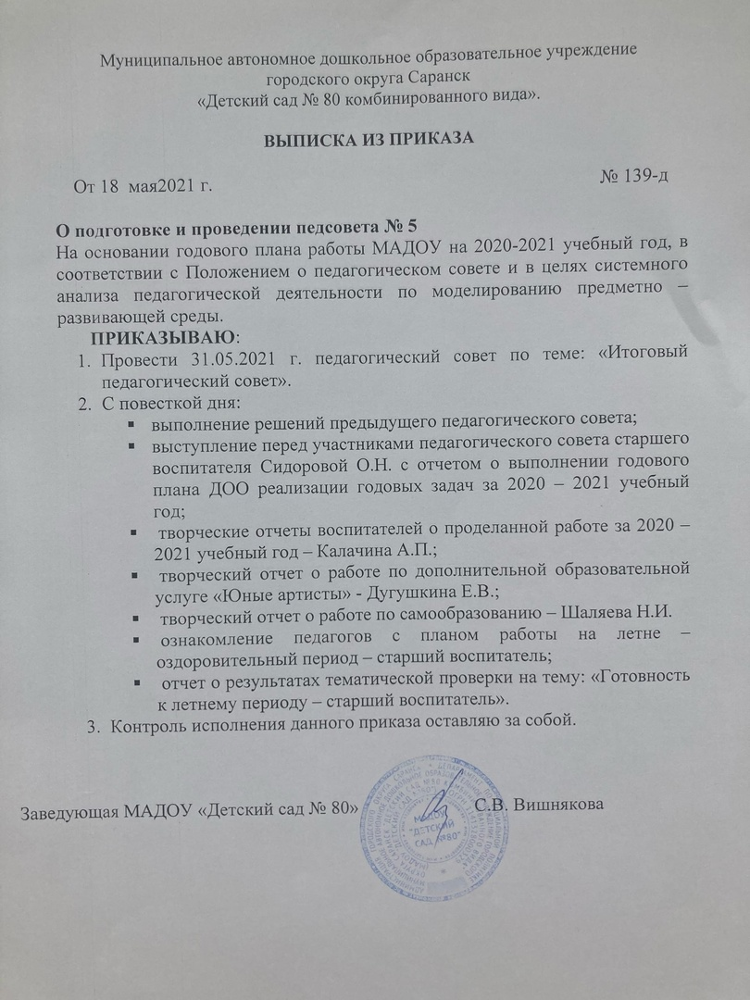 Муниципальное автономное дошкольное образовательное учреждение
городского округа Саранск
«Детский сад № 80 комбинированного вида».
ВЫПИСКА ИЗ ПРИКАЗА
От 18 мая2021 г. № 139-д
О подготовке и проведении педсовета № 5
На основании годового плана работы МАДОУ на 2020-2021 учебный год, в
соответствии с Положением о педагогическом совете и в целях системного
анализа педагогической деятельности по моделированию предметно –
развивающей среды.
ПРИКАЗЫВАЮ:
1. Провести 31.05.2021 г. педагогический совет по теме: «Итоговый
педагогический совет».
2. С повесткой дня:
▪ выполнение решений предыдущего педагогического совета;
▪ выступление перед участниками педагогического совета старшего
воспитателя Сидоровой О.Н. с отчетом о выполнении годового
плана ДОО реализации годовых задач за 2020 – 2021 учебный
год;
▪ творческие отчеты воспитателей о проделанной работе за 2020 –
2021 учебный год – Калачина А.П.;
▪ творческий отчет о работе по дополнительной образовательной
услуге «Юные артисты» - Дугушкина Е.В.;
▪ творческий отчет о работе по самообразованию – Шаляева Н.И.
▪ ознакомление педагогов с планом работы на летне –
оздоровительный период – старший воспитатель;
▪ отчет о результатах тематической проверки на тему: «Готовность
к летнему периоду – старший воспитатель».
3. Контроль исполнения данного приказа оставляю за собой.
Заведующая МАДОУ «Детский сад № 80» С.В. Вишнякова
МАДОУ
"ДЕТСКИЙ
САД №80"